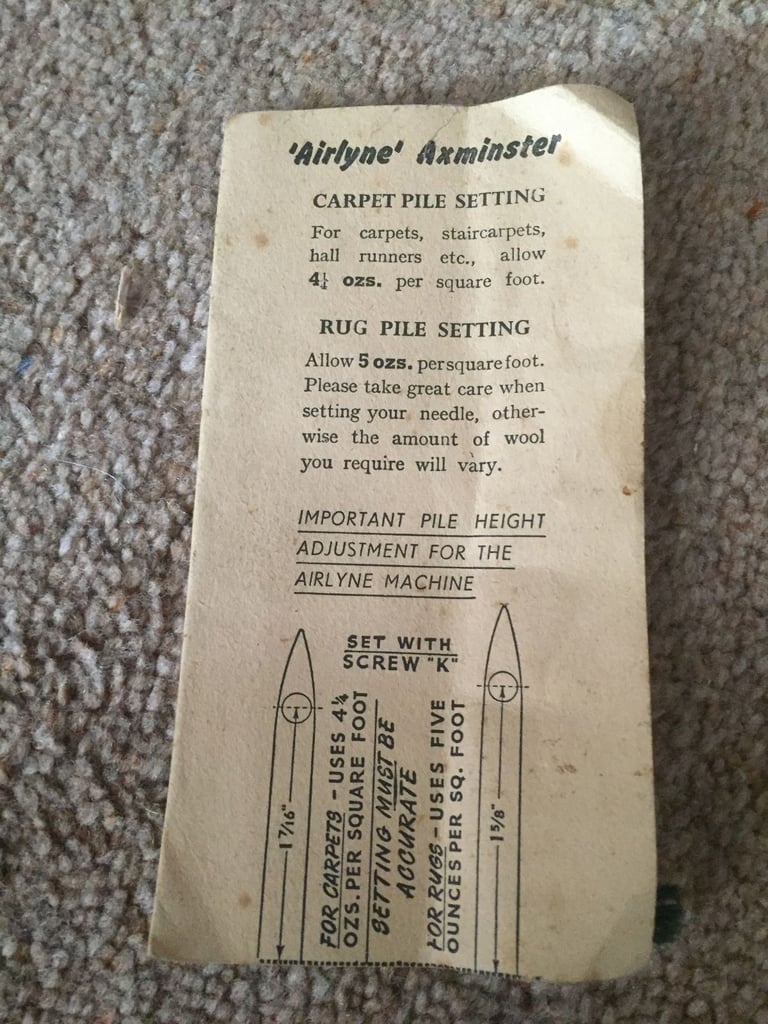 'Airlyne' Axminster
CARPET PILE SETTING
For carpets, staircarpets,
hall runners etc., allow
4¼ ozs. per square foot.
RUG PILE SETTING
Allow 5 ozs. per square foot.
Please take great care when
setting your needle, other-
wise the amount of wool
you require will vary.
IMPORTANT PILE HEIGHT
ADJUSTMENT FOR THE
AIRLYNE MACHINE
SET WITH
SCREW "K"
1 7/16"
FOR CARPETS - USES 4¼
OZS. PER SQUARE FOOT
SETTING MUST BE
ACCURATE
FOR RUGS - USES FIVE
OUNCES PER SQ. FOOT
1 5/8"